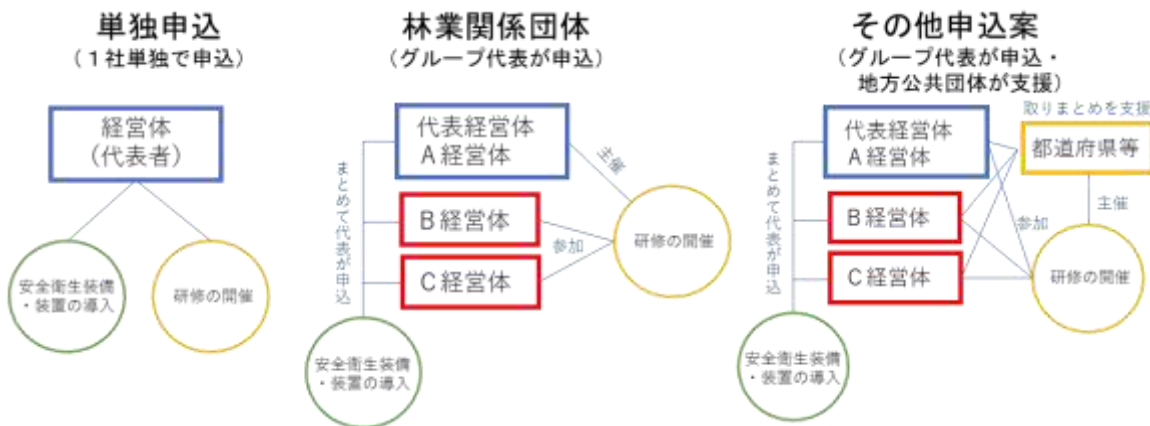 単独申込
（１社単独で申込）
経営体
（代表者）
安全衛生装備
・装置の導入
研修の開催
林業関係団体
（グループ代表が申込）
代表経営体
Ａ経営体
主催
まとめて代表が申込
Ｂ経営体
参加
研修の開催
Ｃ経営体
安全衛生装備
・装置の導入
その他申込案
（グループ代表が申込・
地方公共団体が支援）
取りまとめを支援
代表経営体
Ａ経営体
都道府県等
まとめて代表が申込
主催
Ｂ経営体
参加
研修の開催
Ｃ経営体
安全衛生装備
・装置の導入